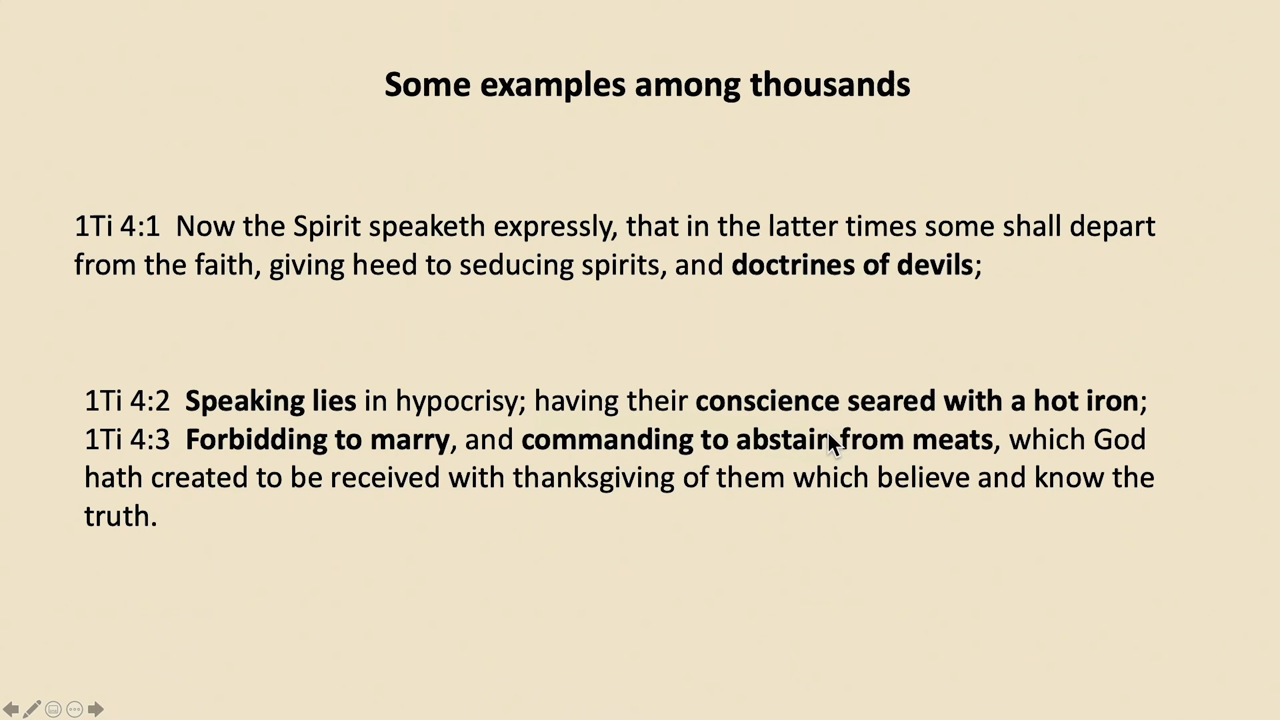 Some examples among thousands
1Ti 4:1  Now the Spirit speaketh expressly, that in the latter times some shall depart
from the faith, giving heed to seducing spirits, and doctrines of devils;
1Ti 4:2  Speaking lies in hypocrisy; having their conscience seared with a hot iron;
1Ti 4:3  Forbidding to marry, and commanding to abstain from meats, which God
hath created to be received with thanksgiving of them which believe and know the
truth.